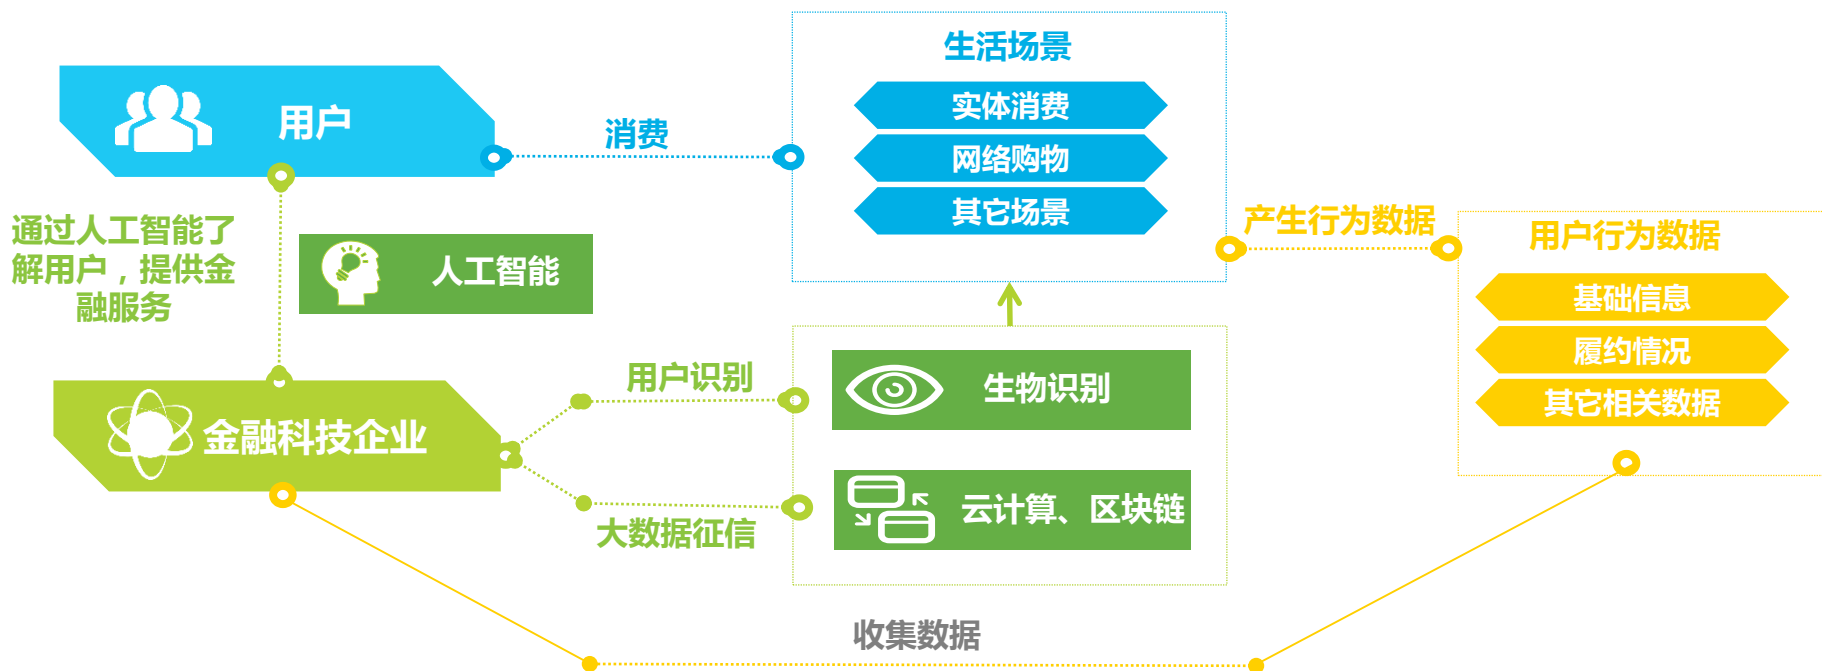 生活场景
用户
实体消费
消费
网络购物
其它场景
产生行为数据
用户行为数据
通过人工智能了
解用户，提供金
融服务
人工智能
基础信息
履约情况
其它相关数据
用户识别
生物识别
金融科技企业
云计算、区块链
大数据征信
收集数据